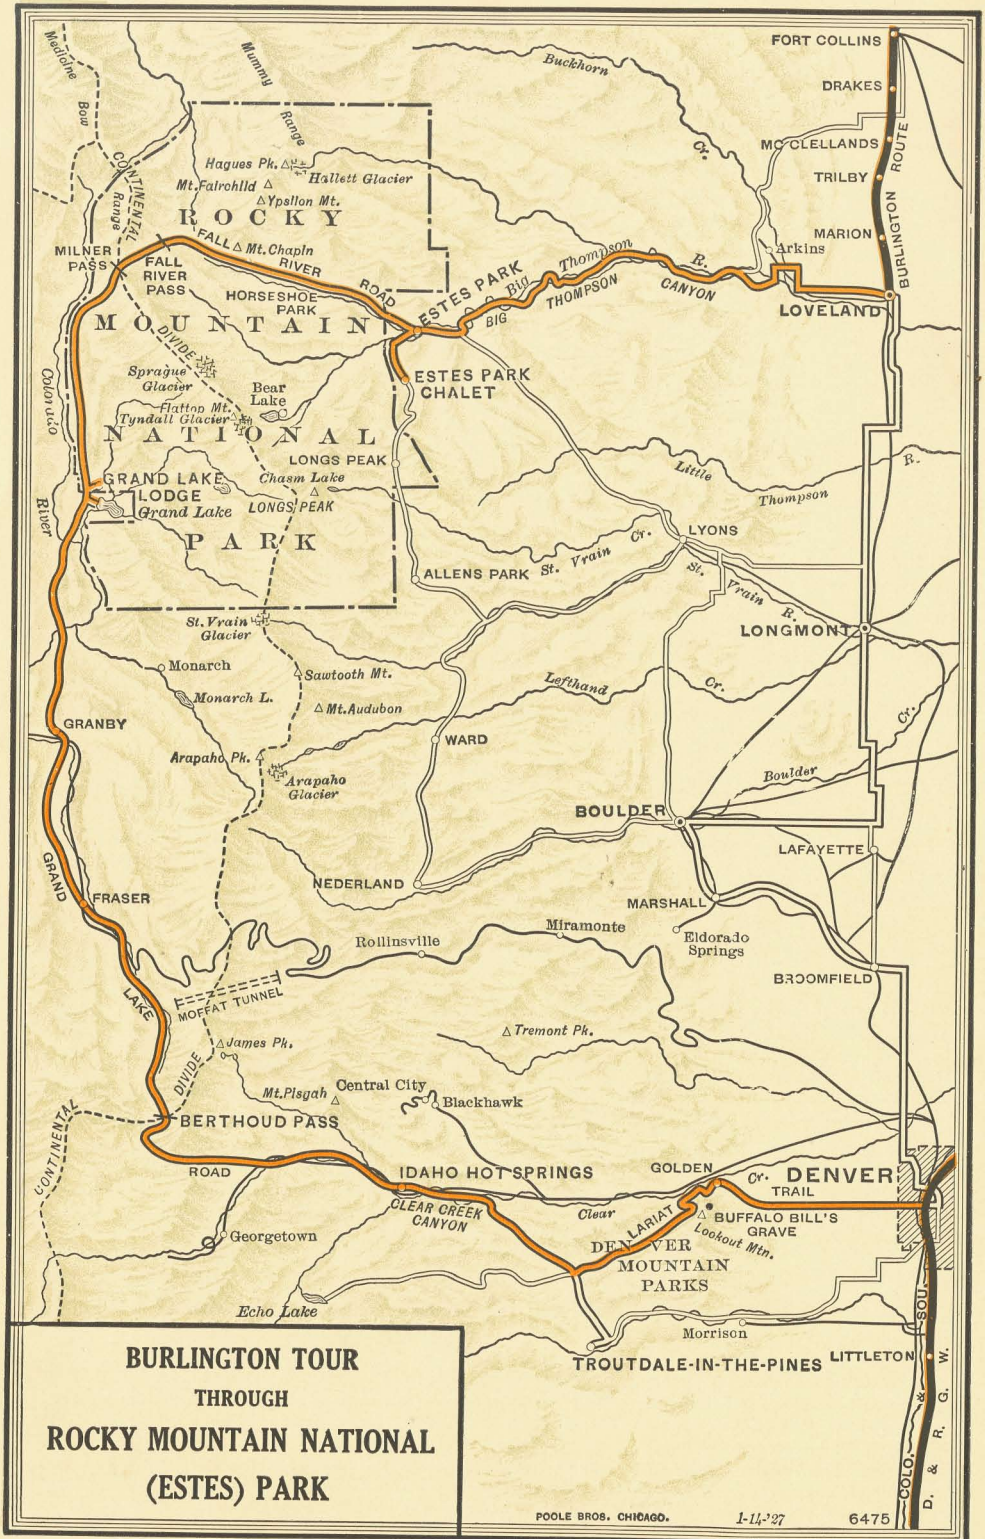 FORT COLLINS
DRAKES
MC CLELLANDS
TRILBY
MARION
LOVELAND
BURLINGTON ROUTE
Medicine Bow
Range
Mummy
Range
Buckhorn
Cr.
CONTINENTAL
DIVIDE
Hagues Pk.
Hallett Glacier
Mt.Fairchild
Ypsilon Mt.
ROCKY
MILNER
PASS
FALL
RIVER
PASS
FALL
RIVER
ROAD
Mt.Chapin
HORSESHOE
PARK
MOUNTAIN
ESTES PARK
Big
Thompson
R.
BIG
THOMPSON
CANYON
Arkins
ESTES PARK
CHALET
Sprague
Glacier
Bear
Lake
Flattop Mt.
Tyndall Glacier
NATIONAL
Colorado
River
LONGS PEAK
Chasm Lake
LONGS PEAK
GRAND LAKE
LODGE
Grand Lake
PARK
Little
Thompson
R.
LYONS
St. Vrain Cr.
St. Vrain R.
ALLENS PARK
LONGMONT
St.Vrain
Glacier
Monarch
Monarch L.
Sawtooth Mt.
Mt.Audubon
Lefthand
Cr.
GRANBY
WARD
Arapaho Pk.
Arapaho
Glacier
Boulder
Cr.
BOULDER
LAFAYETTE
NEDERLAND
MARSHALL
Eldorado
Springs
BROOMFIELD
GRAND
LAKE
ROAD
FRASER
Rollinsville
Miramonte
MOFFAT TUNNEL
James Pk.
Tremont Pk.
CONTINENTAL
DIVIDE
Mt.Pisgah
Central City
Blackhawk
BERTHOUD PASS
IDAHO HOT SPRINGS
CLEAR CREEK
CANYON
Clear
Cr.
GOLDEN
DENVER
LARIAT
TRAIL
BUFFALO BILL'S
GRAVE
Lookout Mtn.
DENVER
MOUNTAIN
PARKS
Georgetown
Echo Lake
Morrison
TROUTDALE-IN-THE-PINES
LITTLETON
COLO. & SOU.
D. & R. G. W.
BURLINGTON TOUR
THROUGH
ROCKY MOUNTAIN NATIONAL
(ESTES) PARK
POOLE BROS. CHICAGO.
1-14-'27
6475